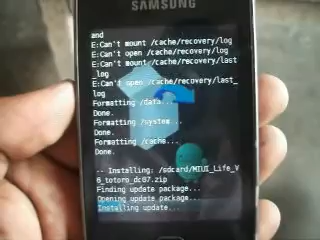 SAMSUNG
and
E:Can't mount /cache/recovery/log
E:Can't open /cache/recovery/log
E:Can't mount /cache/recovery/last
_log
E:Can't open /cache/recovery/last_
log
Formatting /data...
Done.
Formatting /system...
Done.
Formatting /cache...
Done.
-- Installing: /sdcard/MIUI_Life_V
6_totoro_dc07.zip
Finding update package...
Opening update package...
Installing update...